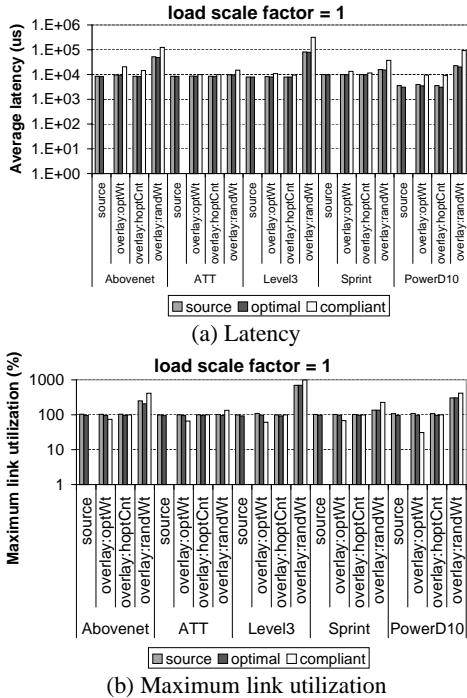 load scale factor = 1
Average latency (us)
1.E+06
1.E+05
1.E+04
1.E+03
1.E+02
1.E+01
1.E+00
source
overlay:optWt
overlay:hoptCnt
overlay:randWt
source
overlay:optWt
overlay:hoptCnt
overlay:randWt
source
overlay:optWt
overlay:hoptCnt
overlay:randWt
source
overlay:optWt
overlay:hoptCnt
overlay:randWt
source
overlay:optWt
overlay:hoptCnt
overlay:randWt
Abovenet ATT Level3 Sprint PowerD10
source optimal compliant
(a) Latency
load scale factor = 1
Maximum link utilization (%)
1000
100
10
1
source
overlay:optWt
overlay:hoptCnt
overlay:randWt
source
overlay:optWt
overlay:hoptCnt
overlay:randWt
source
overlay:optWt
overlay:hoptCnt
overlay:randWt
source
overlay:optWt
overlay:hoptCnt
overlay:randWt
source
overlay:optWt
overlay:hoptCnt
overlay:randWt
Abovenet ATT Level3 Sprint PowerD10
source optimal compliant
(b) Maximum link utilization